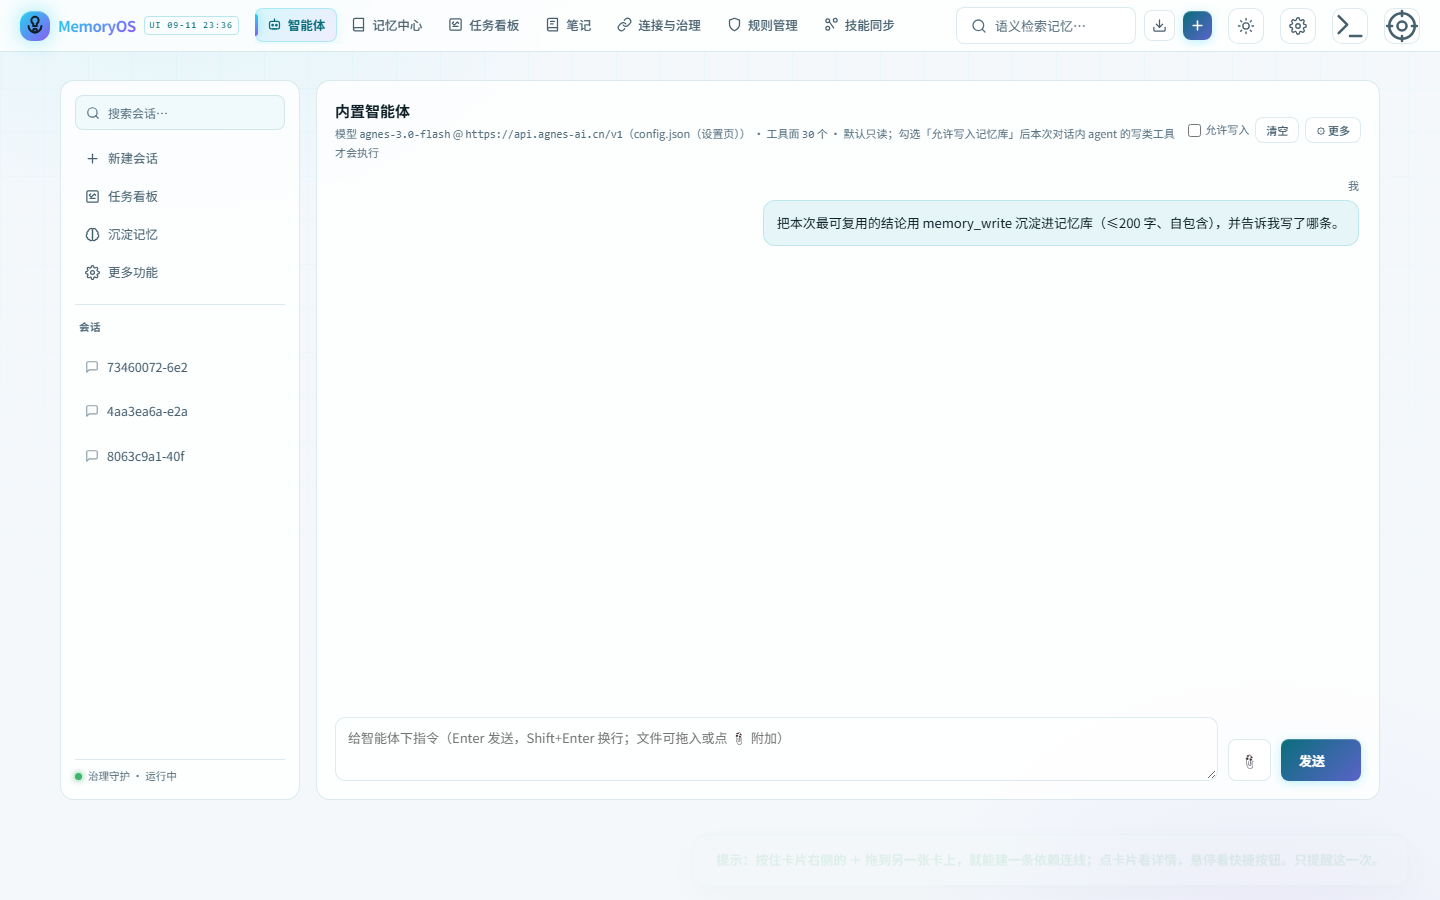 MemoryOS
UI 09-11 23:36
智能体
记忆中心
任务看板
笔记
连接与治理
规则管理
技能同步
语义检索记忆…
搜索会话…
新建会话
任务看板
沉淀记忆
更多功能
会话
73460072-6e2
4aa3ea6a-e2a
8063c9a1-40f
治理守护 · 运行中
内置智能体
模型 agnes-3.0-flash @ https://api.agnes-ai.cn/v1（config.json（设置页）） · 工具面 30 个 · 默认只读；勾选「允许写入记忆库」后本次对话内 agent 的写类工具
才会执行
允许写入
清空
更多
我
把本次最可复用的结论用 memory_write 沉淀进记忆库（≤200 字、自包含），并告诉我写了哪条。
给智能体下指令（Enter 发送，Shift+Enter 换行；文件可拖入或点 📎 附加）
发送
提示：按住卡片右侧的 ＋ 拖到另一张卡上，就能建一条依赖连线；点卡片看详情，悬停看快捷按钮。只提醒这一次。